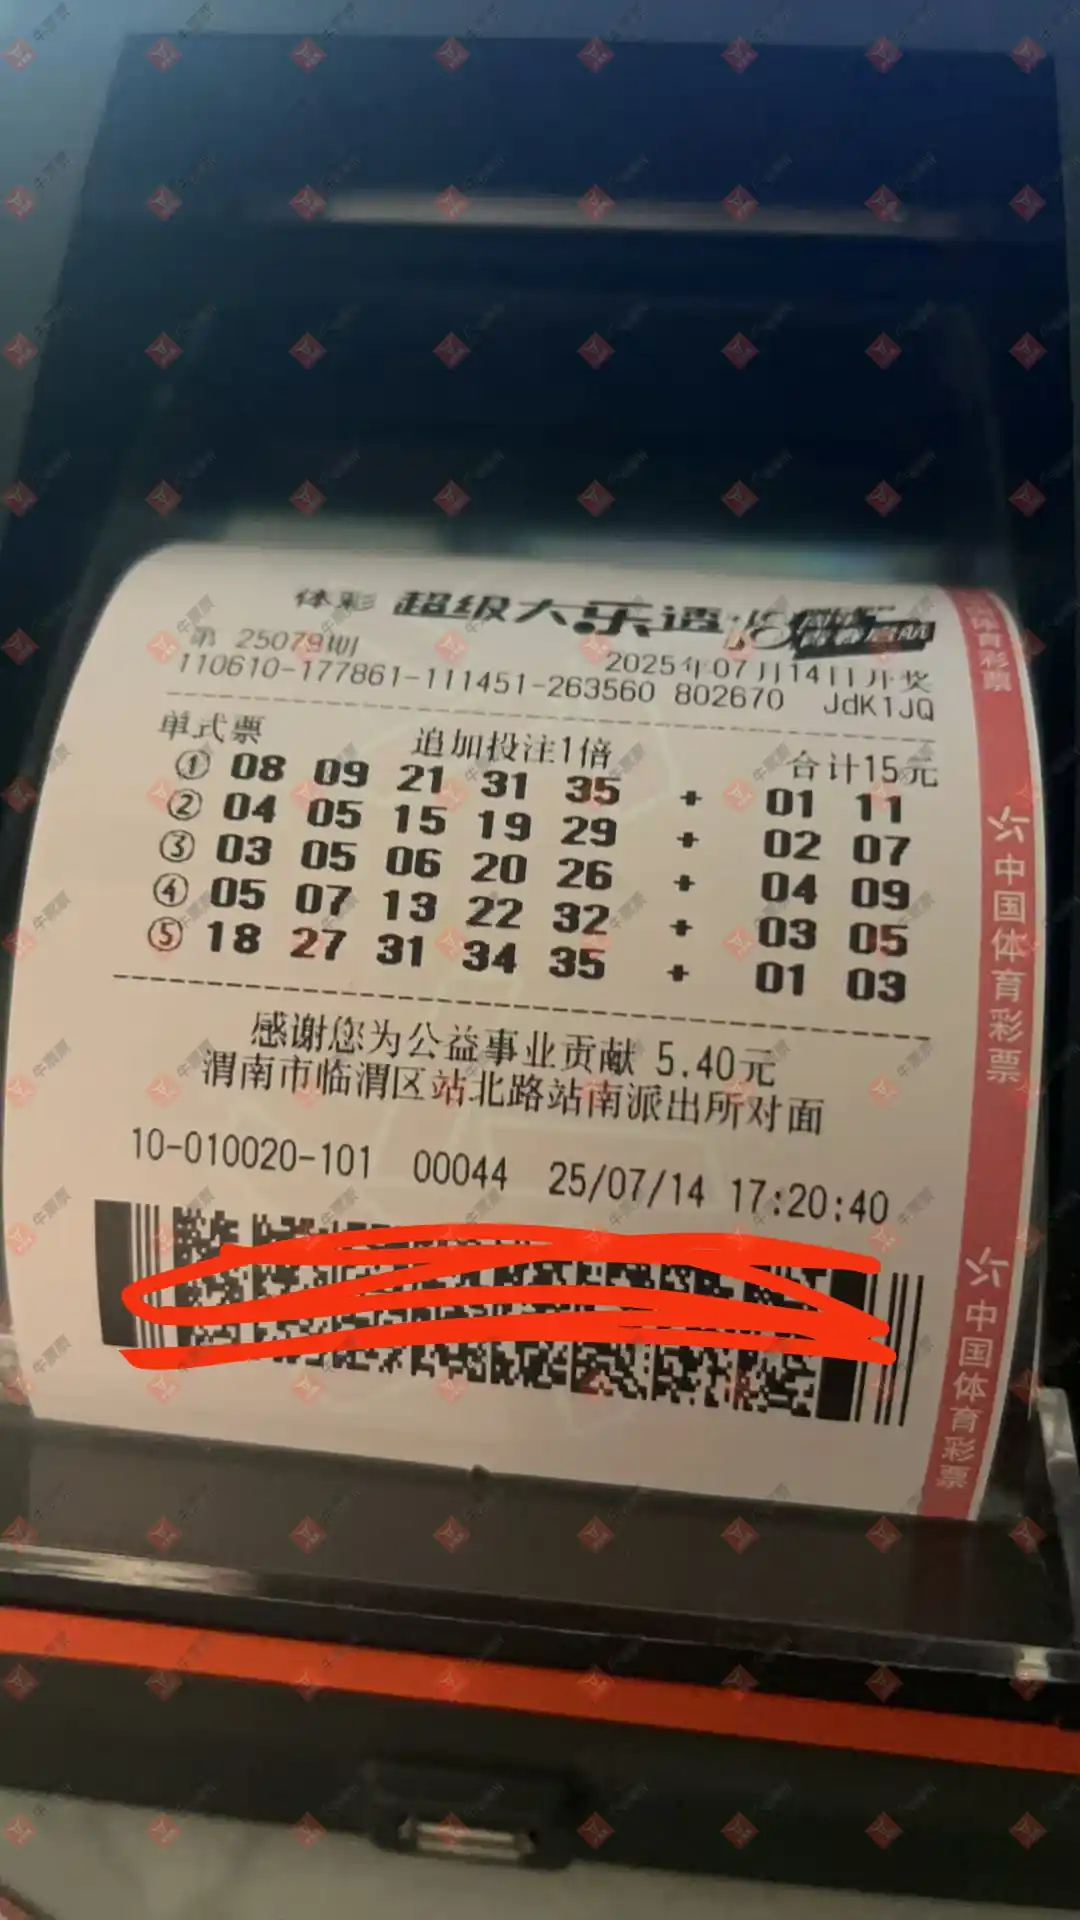 体彩 超级大乐透
第 25079期 2025年07月14日开奖
110610-177861-111451-263560 802670 JdK1JQ
单式票 追加投注1倍 合计15元
① 08 09 21 31 35 + 01 11
② 04 05 15 19 29 + 02 07
③ 03 05 06 20 26 + 04 09
④ 05 07 13 22 32 + 03 05
⑤ 18 27 31 34 35 + 01 03
感谢您为公益事业贡献 5.40元
渭南市临渭区站北路站南派出所对面
10-010020-101 00044 25/07/14 17:20:40
体育彩票
中国体育彩票
中国体育彩票